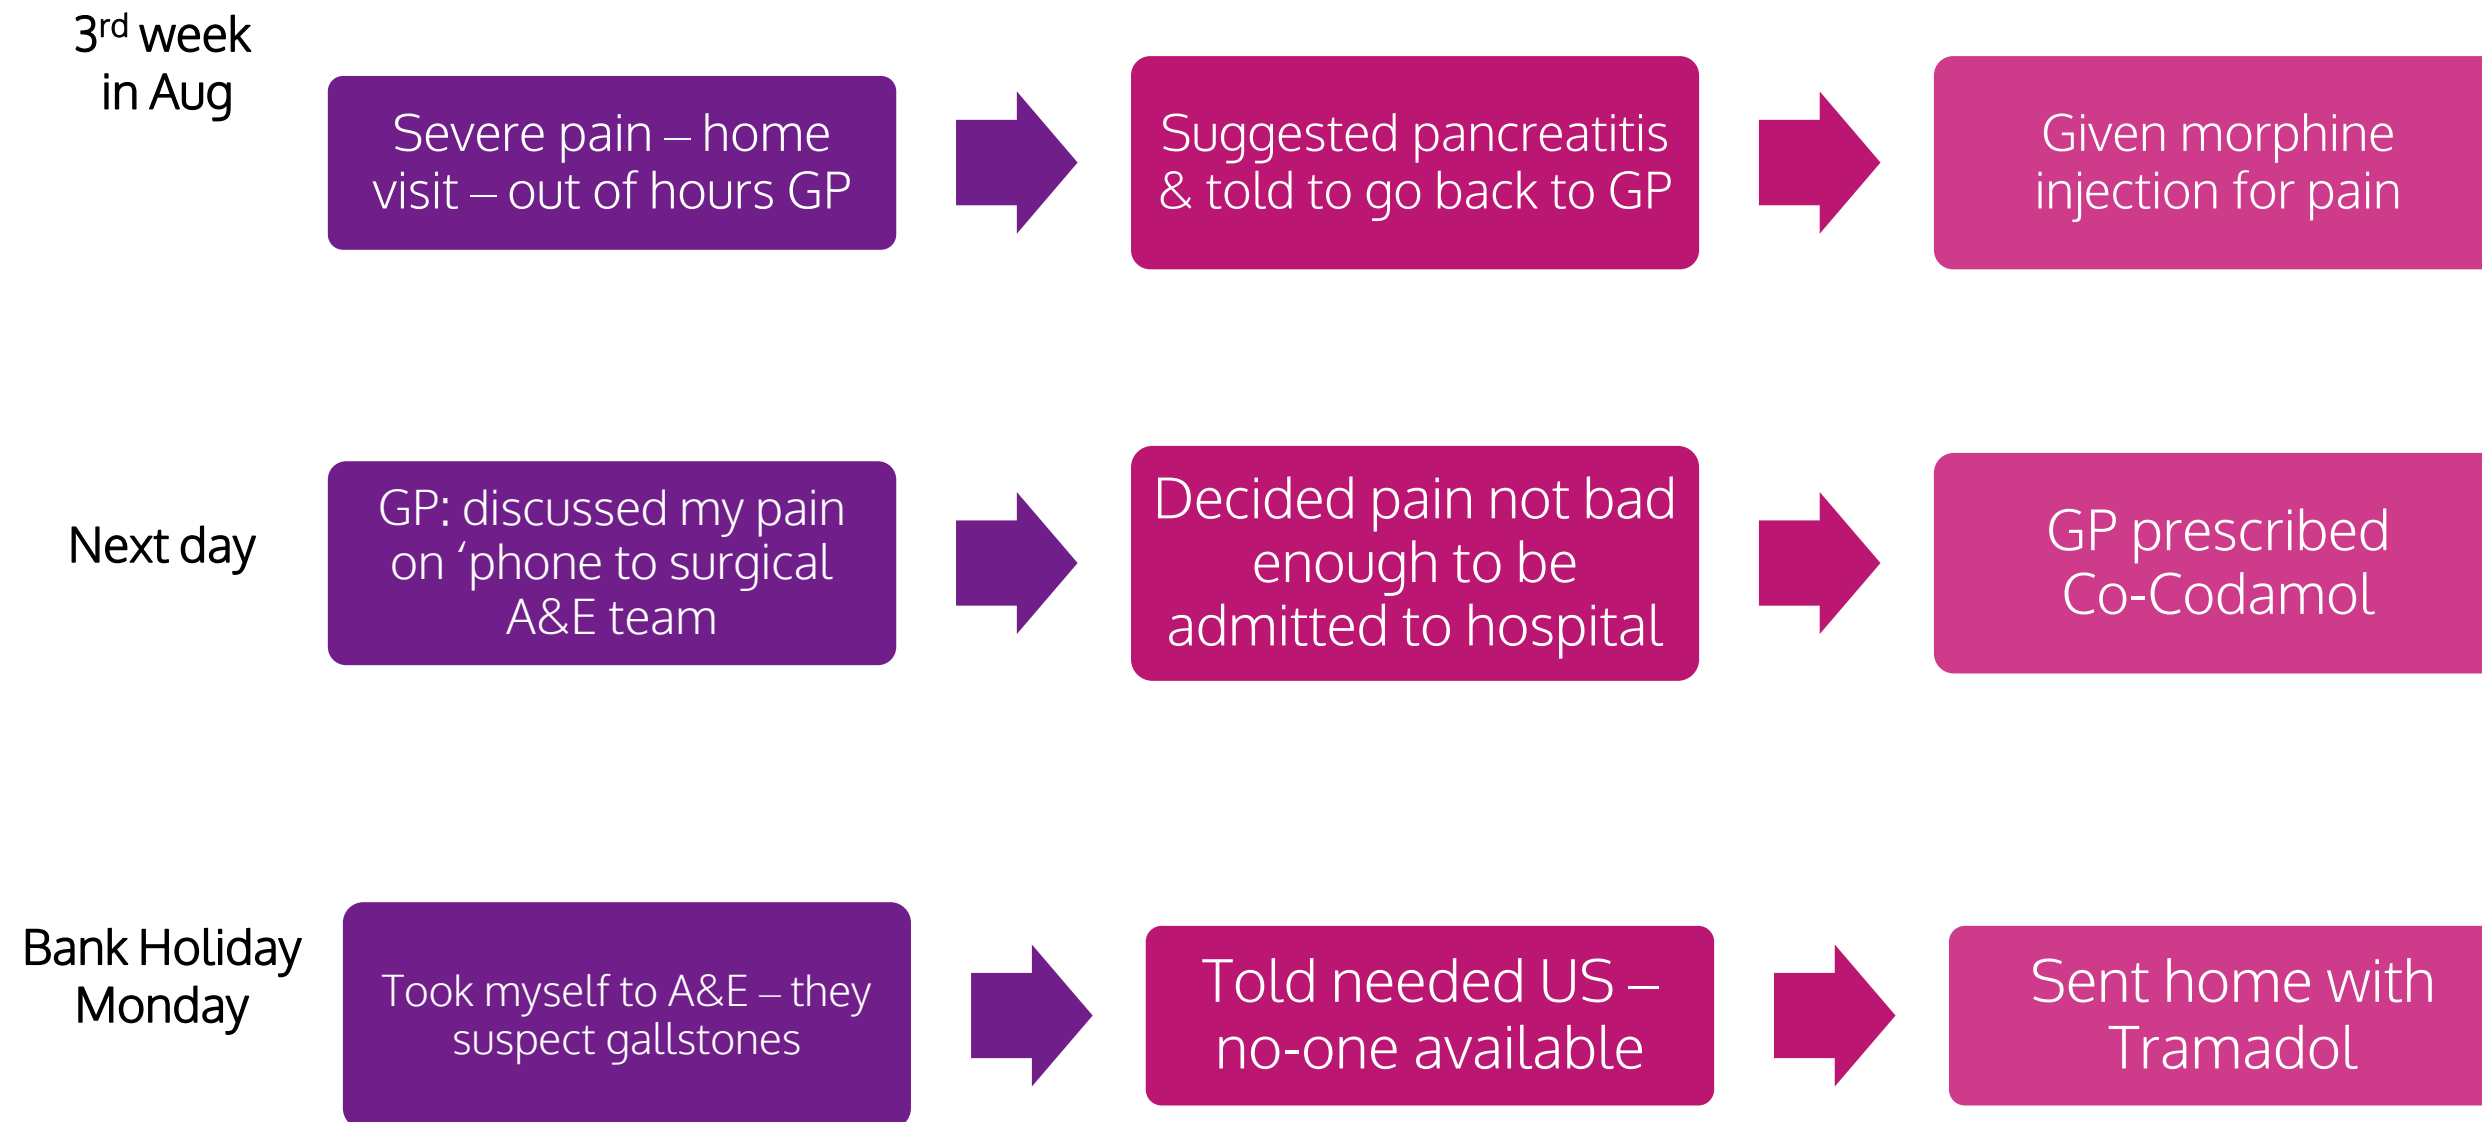 3rd week
in Aug
Severe pain – home
visit – out of hours GP
Suggested pancreatitis
& told to go back to GP
Given morphine
injection for pain
Next day
GP: discussed my pain
on ‘phone to surgical
A&E team
Decided pain not bad
enough to be
admitted to hospital
GP prescribed
Co-Codamol
Bank Holiday
Monday
Took myself to A&E – they
suspect gallstones
Told needed US –
no-one available
Sent home with
Tramadol